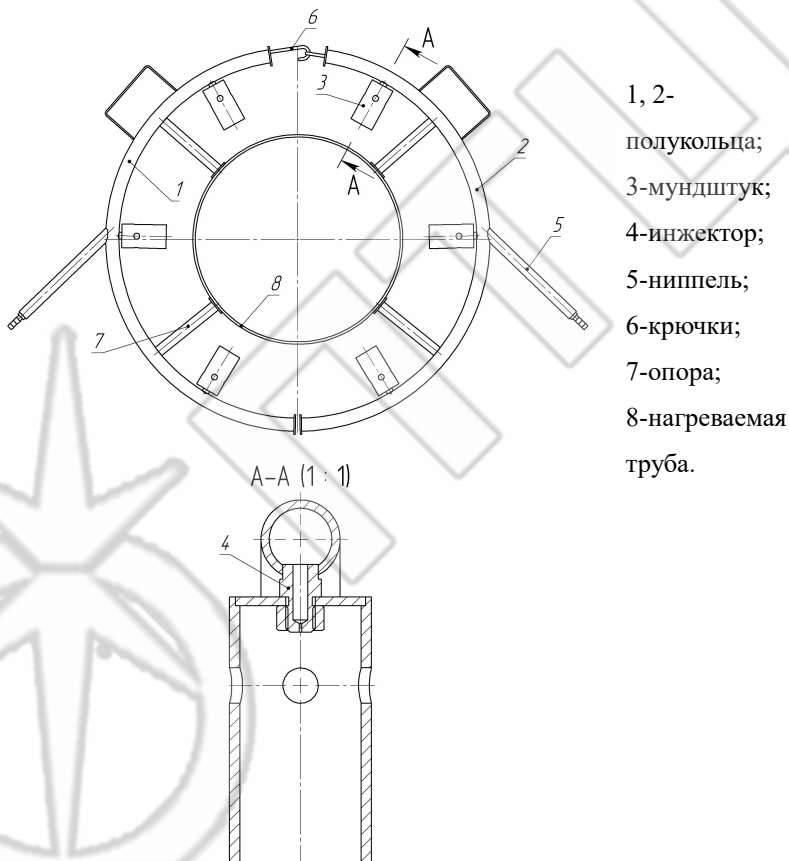 6
А
3
2
1
А
5
8
7
А-А (1 : 1)
4
1, 2-
полукольца;
3-мундштук;
4-инжектор;
5-ниппель;
6-крючки;
7-опора;
8-нагреваемая
труба.